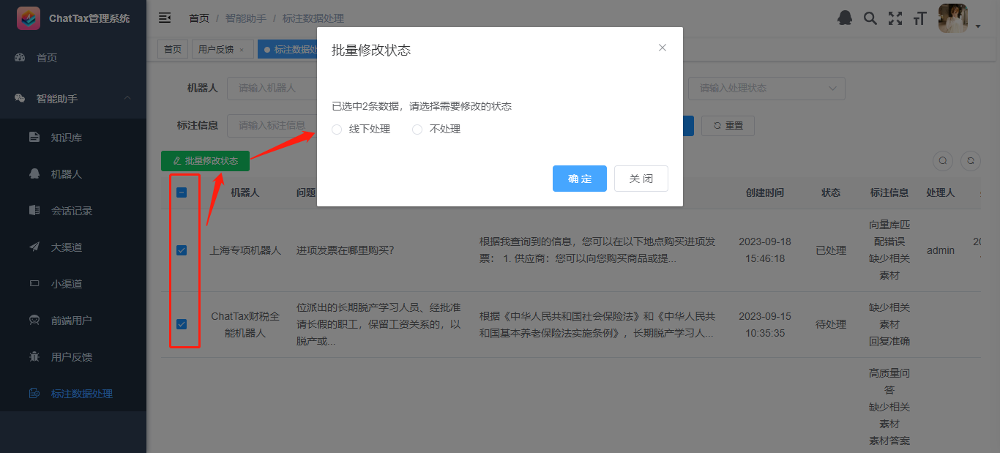 ChatTax管理系统
首页
智能助手
知识库
机器人
会话记录
大渠道
小渠道
前端用户
用户反馈
标注数据处理
首页 / 智能助手 / 标注数据处理
首页
用户反馈 ×
标注数据处
机器人
请输入机器人
请输入处理状态
标注信息
请输入标注信息
重置
批量修改状态
批量修改状态
已选中2条数据，请选择需要修改的状态
线下处理
不处理
确 定
关 闭
机器人
问题
创建时间
状态
标注信息
处理人
上海专项机器人
进项发票在哪里购买?
根据我查询到的信息，您可以在以下地点购买进项发
票： 1. 供应商：您可以向您购买商品或提...
2023-09-18
15:46:18
已处理
向量库匹
配错误
缺少相关
素材
admin
ChatTax财税全
能机器人
位派出的长期脱产学习人员、经批准
请长假的职工，保留工资关系的，以
脱产或...
根据《中华人民共和国社会保险法》和《中华人民共
和国基本养老保险法实施条例》，长期脱产学习人...
2023-09-15
10:35:35
待处理
缺少相关
素材
回复准确
高质量问
答
缺少相关
素材
素材答案